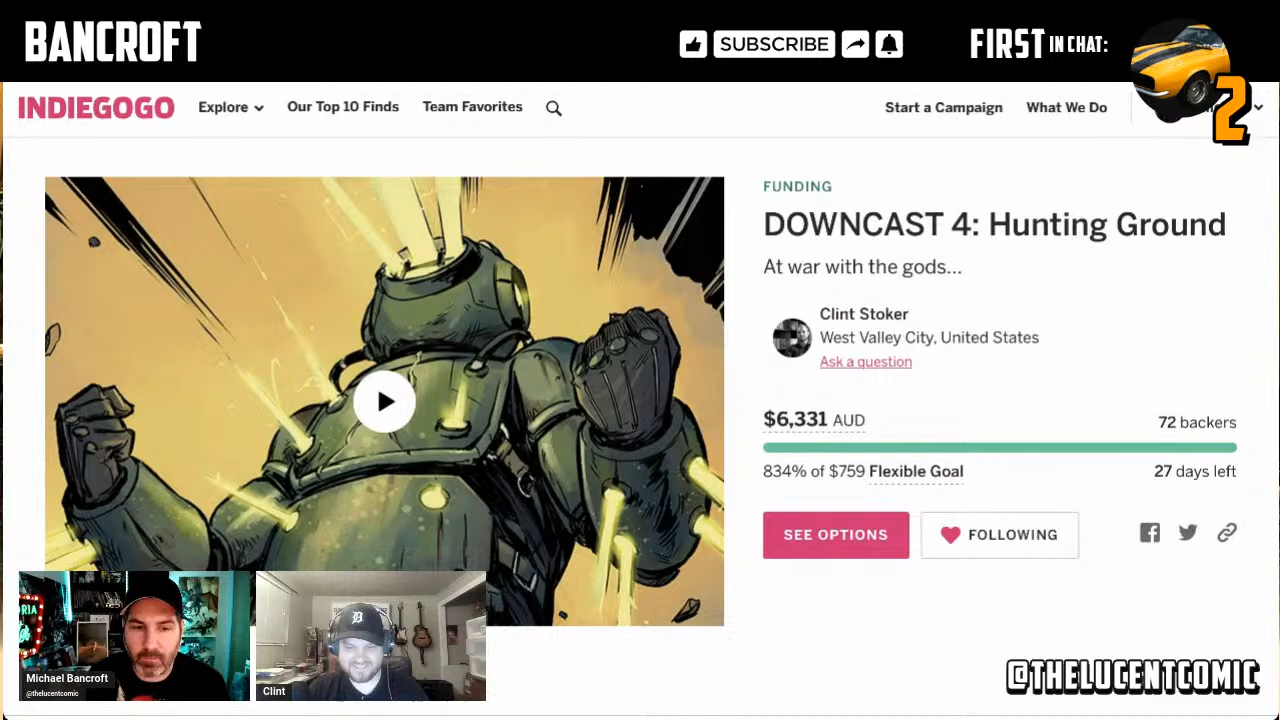 BANCROFT
SUBSCRIBE
FIRST IN CHAT:
2
INDIEGOGO
Explore
Our Top 10 Finds
Team Favorites
Start a Campaign
What We Do
FUNDING
DOWNCAST 4: Hunting Ground
At war with the gods...
Clint Stoker
West Valley City, United States
Ask a question
$6,331 AUD
72 backers
834% of $759 Flexible Goal
27 days left
SEE OPTIONS
FOLLOWING
RIA
D
Michael Bancroft
@thelucentcomic
Clint
@THELUCENTCOMIC